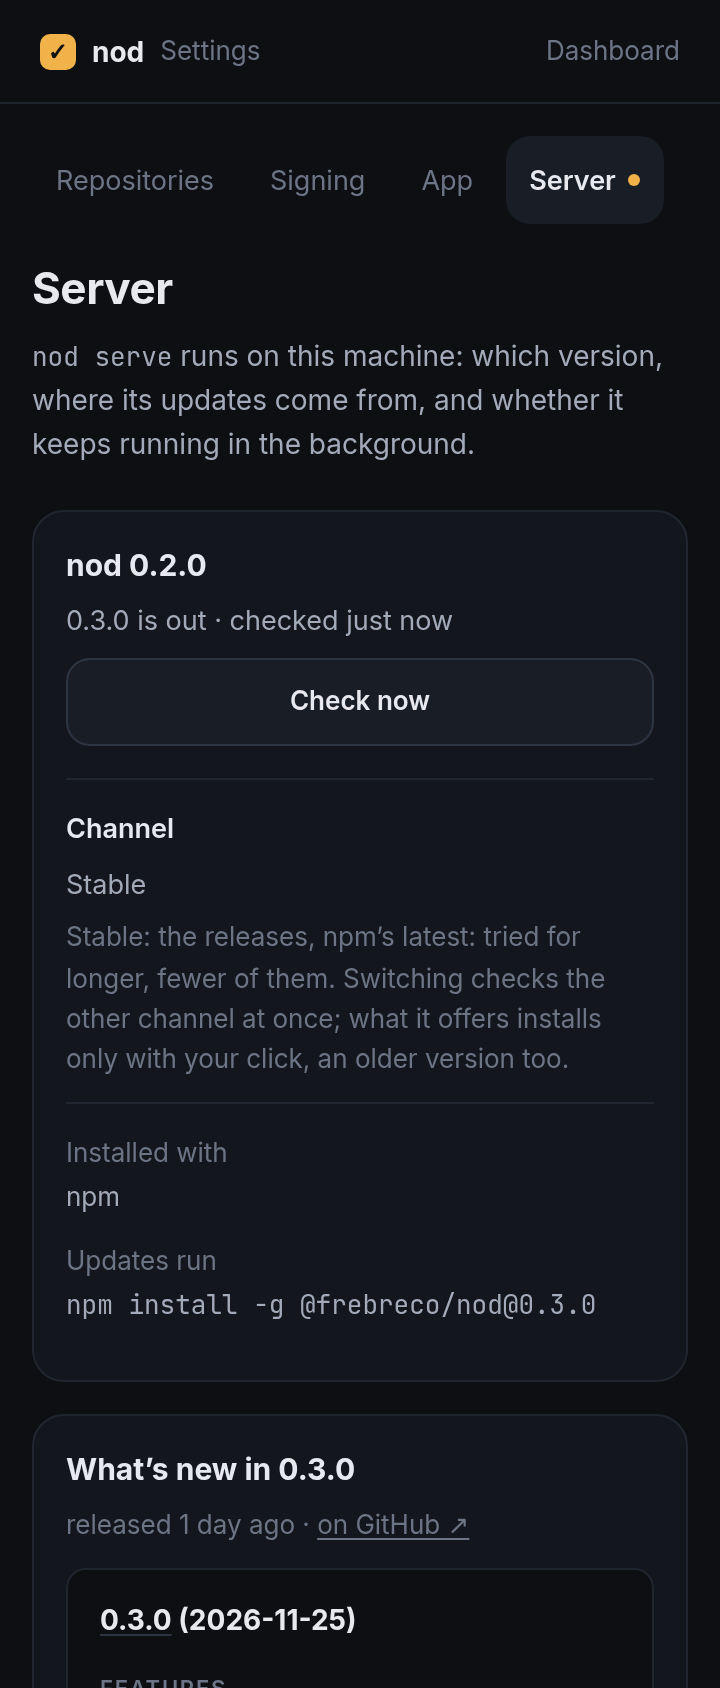 ✓ nod Settings Dashboard
Repositories Signing App Server
Server
nod serve runs on this machine: which version,
where its updates come from, and whether it
keeps running in the background.
nod 0.2.0
0.3.0 is out · checked just now
Check now
Channel
Stable
Stable: the releases, npm’s latest: tried for
longer, fewer of them. Switching checks the
other channel at once; what it offers installs
only with your click, an older version too.
Installed with
npm
Updates run
npm install -g @frebreco/nod@0.3.0
What’s new in 0.3.0
released 1 day ago · on GitHub ↗
0.3.0 (2026-11-25)
FEATURES